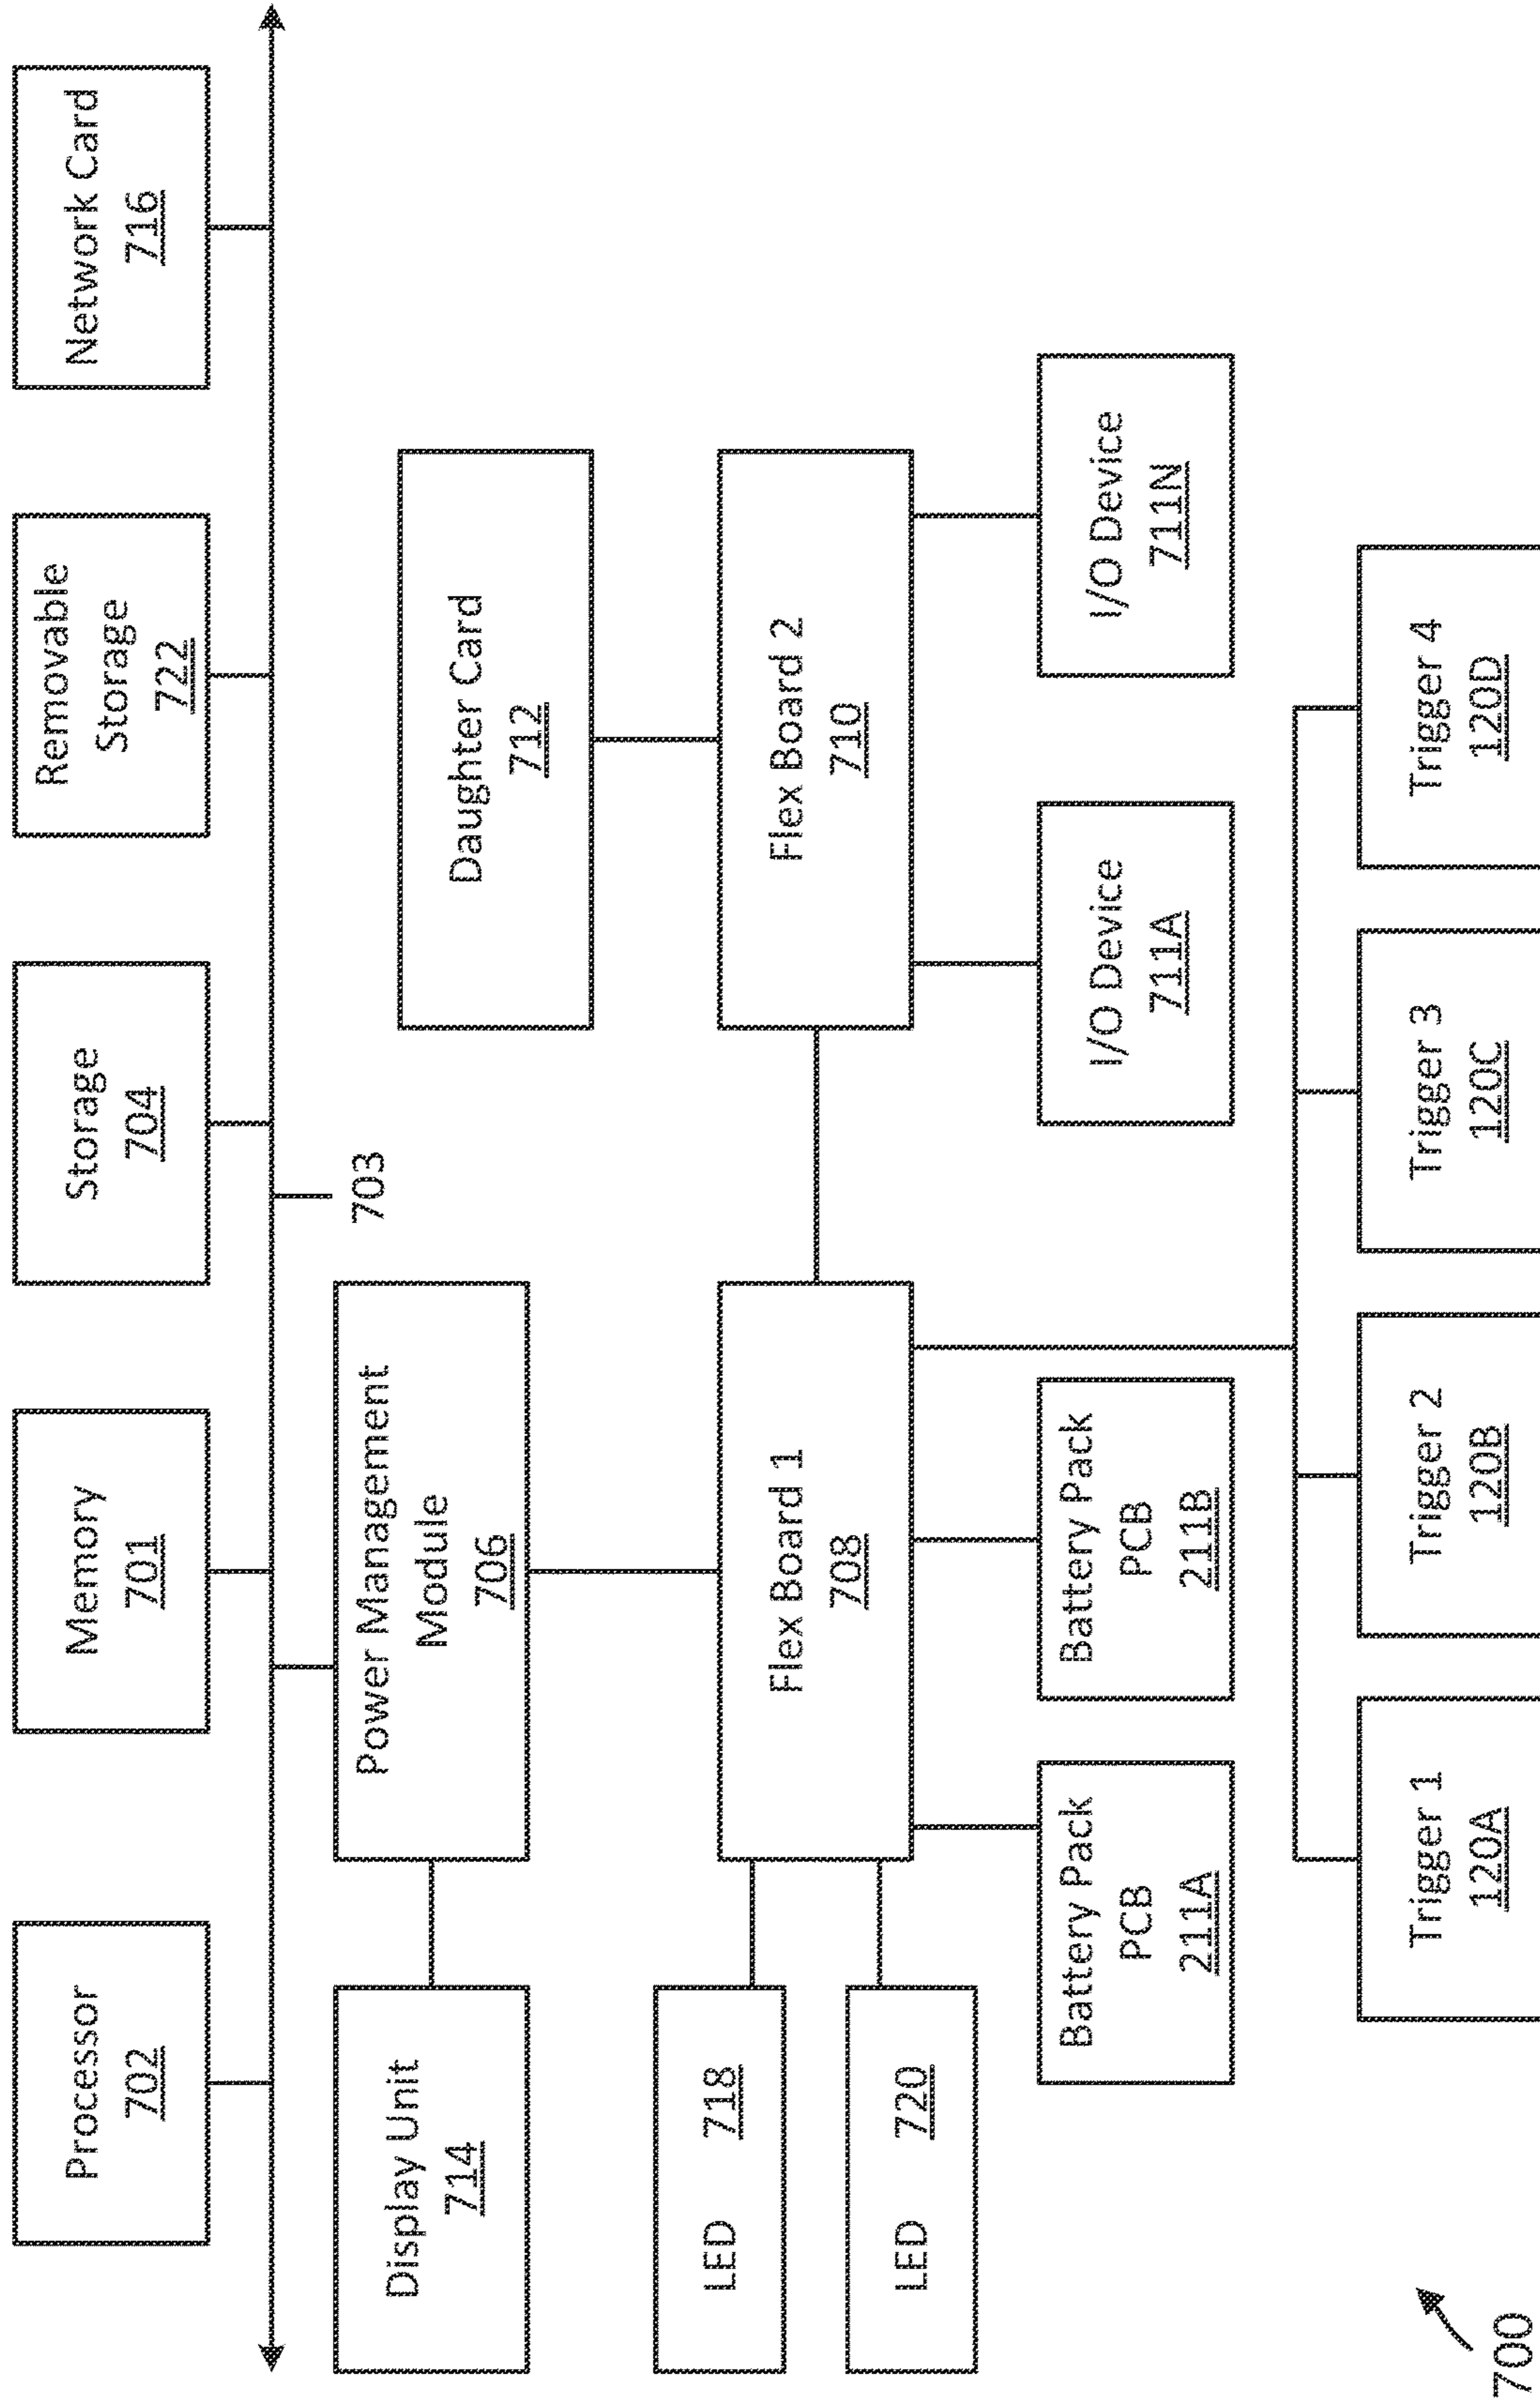 Processor
702
Memory
701
Storage
704
Removable
Storage
722
Network Card
716
703
Display Unit
714
Power Management
Module
706
Daughter Card
712
LED 718
LED 720
Flex Board 1
708
Flex Board 2
710
Battery Pack
PCB
211A
Battery Pack
PCB
211B
I/O Device
711A
I/O Device
711N
Trigger 1
120A
Trigger 2
120B
Trigger 3
120C
Trigger 4
120D
700